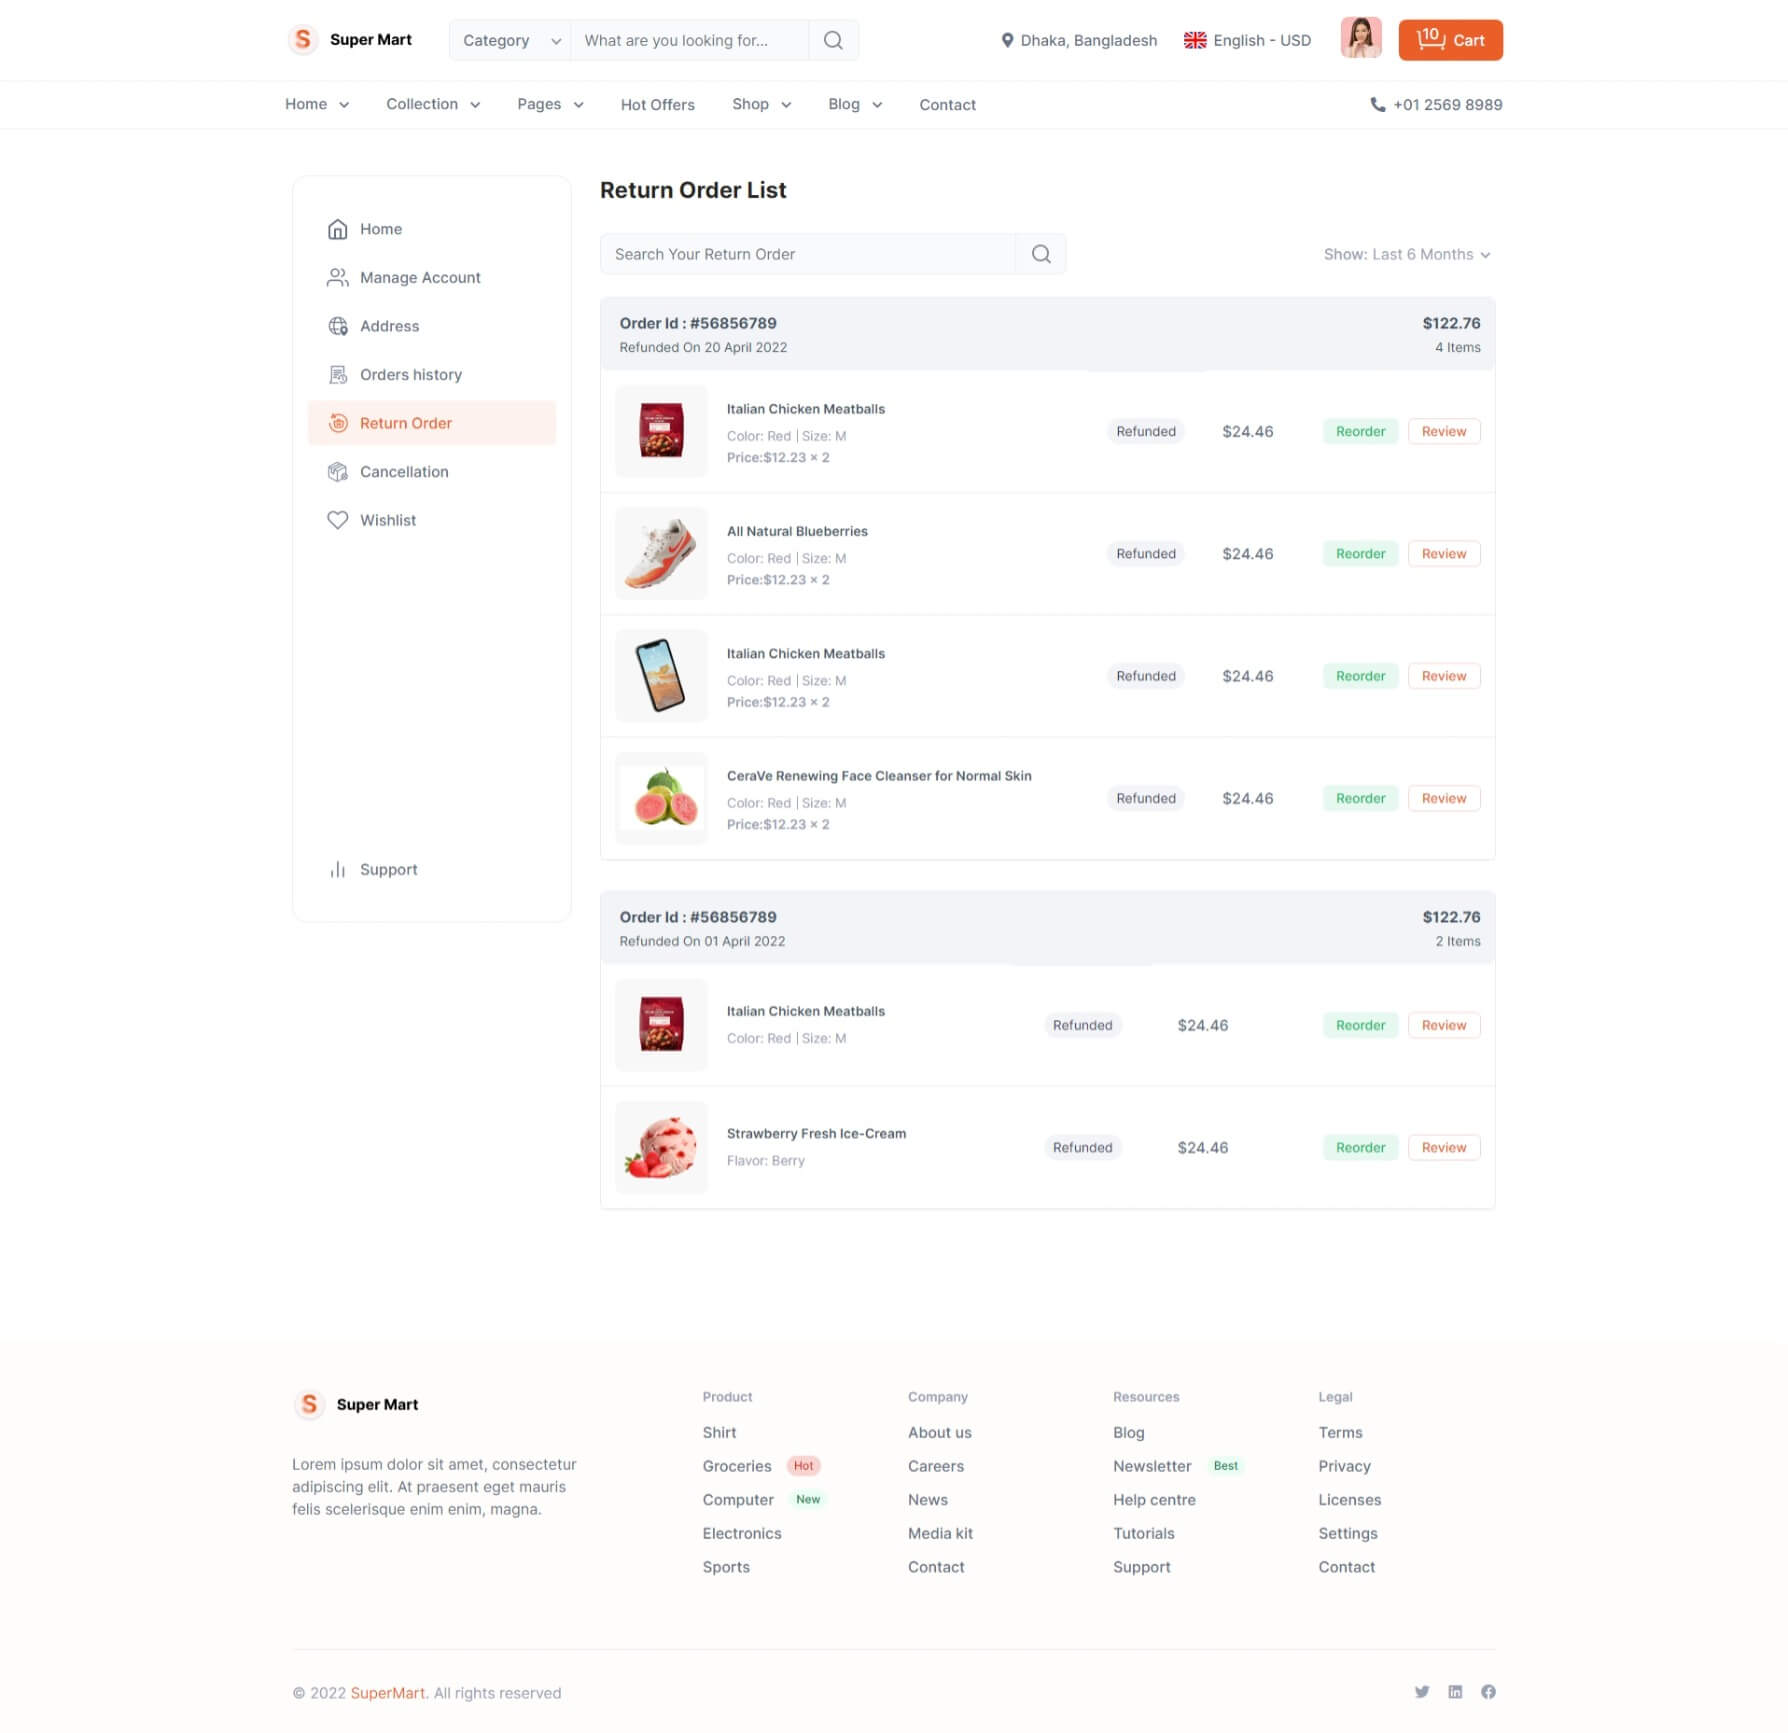 S Super Mart
Category
What are you looking for...
Dhaka, Bangladesh
English - USD
10 Cart
Home
Collection
Pages
Hot Offers
Shop
Blog
Contact
+01 2569 8989
Home
Manage Account
Address
Orders history
Return Order
Cancellation
Wishlist
Support
Return Order List
Search Your Return Order
Show: Last 6 Months
Order Id : #56856789
$122.76
Refunded On 20 April 2022
4 Items
Italian Chicken Meatballs
Color: Red | Size: M
Price:$12.23 × 2
Refunded
$24.46
Reorder
Review
All Natural Blueberries
Color: Red | Size: M
Price:$12.23 × 2
Refunded
$24.46
Reorder
Review
Italian Chicken Meatballs
Color: Red | Size: M
Price:$12.23 × 2
Refunded
$24.46
Reorder
Review
CeraVe Renewing Face Cleanser for Normal Skin
Color: Red | Size: M
Price:$12.23 × 2
Refunded
$24.46
Reorder
Review
Order Id : #56856789
$122.76
Refunded On 01 April 2022
2 Items
Italian Chicken Meatballs
Color: Red | Size: M
Refunded
$24.46
Reorder
Review
Strawberry Fresh Ice-Cream
Flavor: Berry
Refunded
$24.46
Reorder
Review
S Super Mart
Lorem ipsum dolor sit amet, consectetur
adipiscing elit. At praesent eget mauris
felis scelerisque enim enim, magna.
Product
Shirt
Groceries Hot
Computer New
Electronics
Sports
Company
About us
Careers
News
Media kit
Contact
Resources
Blog
Newsletter Best
Help centre
Tutorials
Support
Legal
Terms
Privacy
Licenses
Settings
Contact
© 2022 SuperMart. All rights reserved